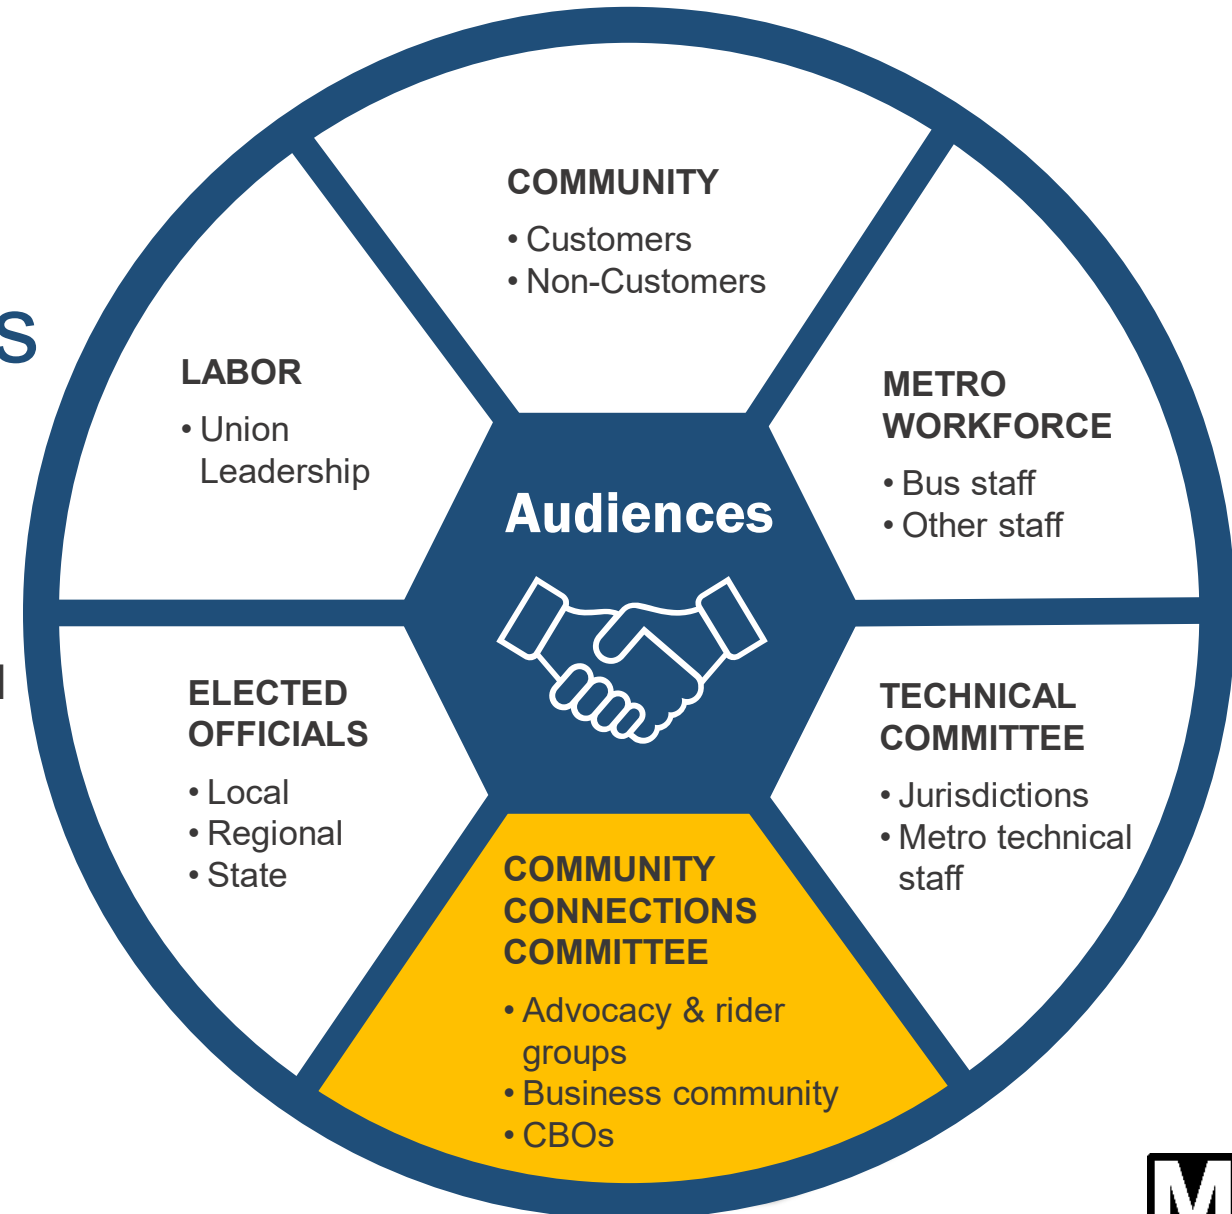 s
COMMUNITY
• Customers
• Non-Customers
LABOR
• Union
Leadership
METRO
WORKFORCE
• Bus staff
• Other staff
Audiences
ELECTED
OFFICIALS
• Local
• Regional
• State
TECHNICAL
COMMITTEE
• Jurisdictions
• Metro technical
staff
COMMUNITY
CONNECTIONS
COMMITTEE
• Advocacy & rider
groups
• Business community
• CBOs
M